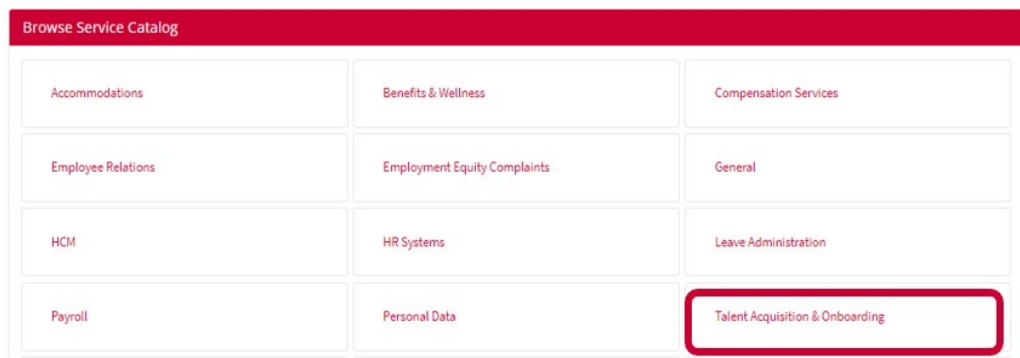 Browse Service Catalog
Accommodations
Benefits & Wellness
Compensation Services
Employee Relations
Employment Equity Complaints
General
HCM
HR Systems
Leave Administration
Payroll
Personal Data
Talent Acquisition & Onboarding